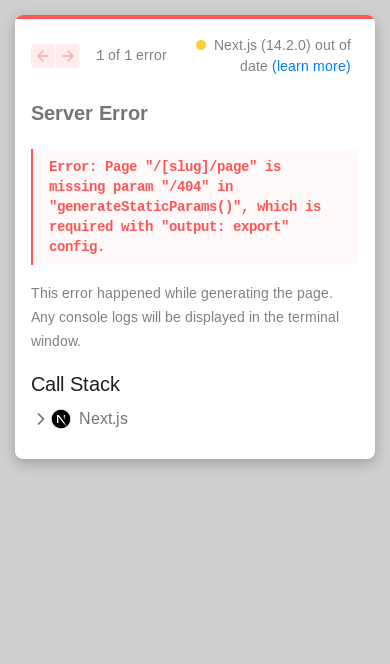 1 of 1 error
Next.js (14.2.0) out of
date (learn more)
Server Error
Error: Page "/[slug]/page" is
missing param "/404" in
"generateStaticParams()", which is
required with "output: export"
config.
This error happened while generating the page.
Any console logs will be displayed in the terminal
window.
Call Stack
N Next.js